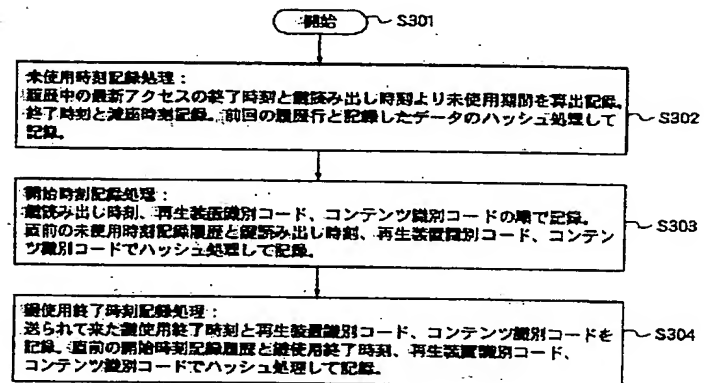 開始
S301
未使用時刻記録処理：
履歴中の最新アクセスの終了時刻と鍵読み出し時刻より未使用期間を算出記録。
終了時刻と 時刻記録。前回の履歴行と記録したデータのハッシュ処理して
記録。
S302
開始時刻記録処理：
鍵読み出し時刻、再生装置識別コード、コンテンツ識別コードの順で記録。
直前の未使用時刻記録履歴と鍵読み出し時刻、再生装置識別コード、コンテン
ツ識別コードでハッシュ処理して記録。
S303
鍵使用終了時刻記録処理：
送られて来た鍵使用終了時刻と再生装置識別コード、コンテンツ識別コードを
記録。直前の開始時刻記録履歴と鍵使用終了時刻、再生装置識別コード、
コンテンツ識別コードでハッシュ処理して記録。
S304